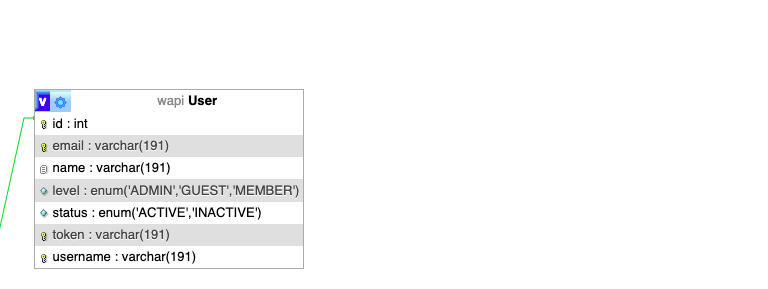 V wapi User
id : int
email : varchar(191)
name : varchar(191)
level : enum('ADMIN','GUEST','MEMBER')
status : enum('ACTIVE','INACTIVE')
token : varchar(191)
username : varchar(191)